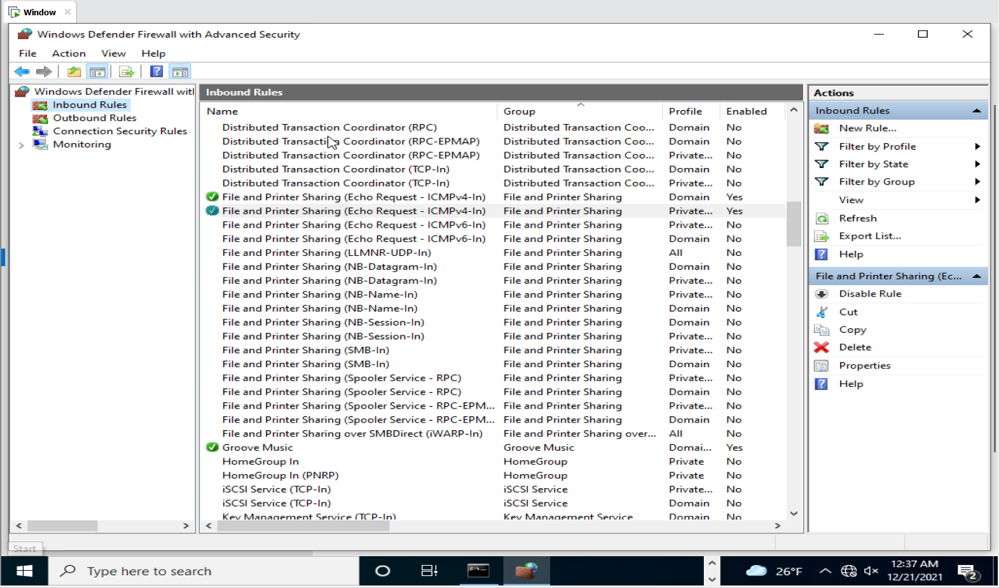 Window
Windows Defender Firewall with Advanced Security
File Action View Help
Windows Defender Firewall wit
Inbound Rules
Outbound Rules
Connection Security Rules
Monitoring
Inbound Rules
Name Group Profile Enabled
Distributed Transaction Coordinator (RPC) Distributed Transaction Coo... Domain No
Distributed Transaction Coordinator (RPC-EPMAP) Distributed Transaction Coo... Domain No
Distributed Transaction Coordinator (RPC-EPMAP) Distributed Transaction Coo... Private... No
Distributed Transaction Coordinator (TCP-In) Distributed Transaction Coo... Domain No
Distributed Transaction Coordinator (TCP-In) Distributed Transaction Coo... Private... No
File and Printer Sharing (Echo Request - ICMPv4-In) File and Printer Sharing Domain Yes
File and Printer Sharing (Echo Request - ICMPv4-In) File and Printer Sharing Private... Yes
File and Printer Sharing (Echo Request - ICMPv6-In) File and Printer Sharing Private... No
File and Printer Sharing (Echo Request - ICMPv6-In) File and Printer Sharing Domain No
File and Printer Sharing (LLMNR-UDP-In) File and Printer Sharing All No
File and Printer Sharing (NB-Datagram-In) File and Printer Sharing Domain No
File and Printer Sharing (NB-Datagram-In) File and Printer Sharing Private... No
File and Printer Sharing (NB-Name-In) File and Printer Sharing Private... No
File and Printer Sharing (NB-Name-In) File and Printer Sharing Domain No
File and Printer Sharing (NB-Session-In) File and Printer Sharing Domain No
File and Printer Sharing (NB-Session-In) File and Printer Sharing Private... No
File and Printer Sharing (SMB-In) File and Printer Sharing Private... No
File and Printer Sharing (SMB-In) File and Printer Sharing Domain No
File and Printer Sharing (Spooler Service - RPC) File and Printer Sharing Private... No
File and Printer Sharing (Spooler Service - RPC) File and Printer Sharing Domain No
File and Printer Sharing (Spooler Service - RPC-EPM... File and Printer Sharing Private... No
File and Printer Sharing (Spooler Service - RPC-EPM... File and Printer Sharing Domain No
File and Printer Sharing over SMBDirect (iWARP-In) File and Printer Sharing over... All No
Groove Music Groove Music Domai... Yes
HomeGroup In HomeGroup Private No
HomeGroup In (PNRP) HomeGroup Private No
iSCSI Service (TCP-In) iSCSI Service Private... No
iSCSI Service (TCP-In) iSCSI Service Domain No
Key Management Service (TCP-In) Key Management Service Domain No
Actions
Inbound Rules
New Rule...
Filter by Profile
Filter by State
Filter by Group
View
Refresh
Export List...
Help
File and Printer Sharing (Ec...
Disable Rule
Cut
Copy
Delete
Properties
Help
Start
Type here to search
26°F
12:37 AM
12/21/2021
2